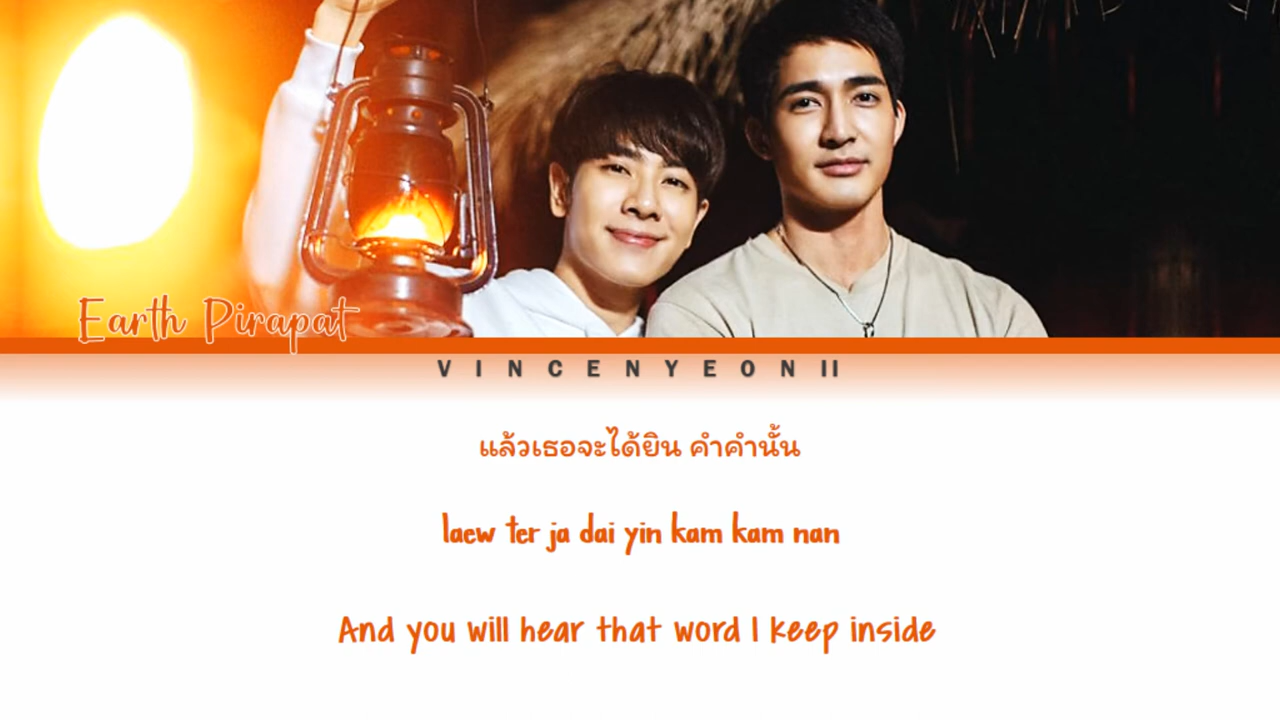 Earth Pirapat
VINCENYEON II
แล้วเธอจะได้ยิน คำคำนั้น
laew ter ja dai yin kam kam nan
And you will hear that word I keep inside